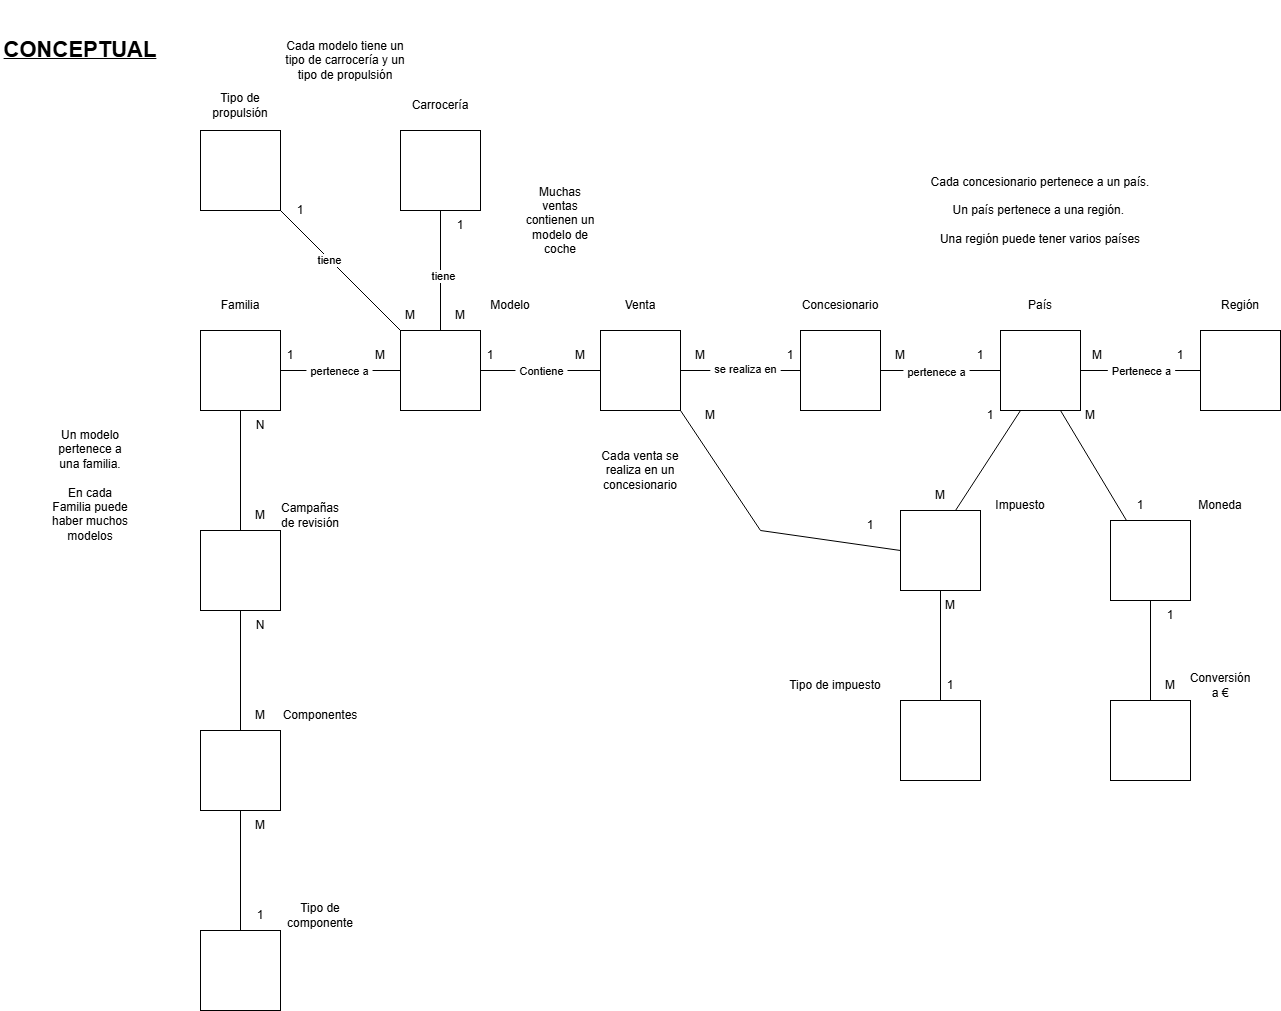 CONCEPTUAL
Cada modelo tiene un
tipo de carrocería y un
tipo de propulsión
Tipo de
propulsión
Carrocería
Muchas
ventas
contienen un
modelo de
coche
Cada concesionario pertenece a un país.
Un país pertenece a una región.
Una región puede tener varios países
1
1
tiene
tiene
Familia
M
M
Modelo
Venta
Concesionario
País
Región
1
pertenece a
M
1
Contiene
M
M
se realiza en
1
M
pertenece a
1
M
Pertenece a
1
N
M
1
M
Un modelo
pertenece a
una familia.
En cada
Familia puede
haber muchos
modelos
Cada venta se
realiza en un
concesionario
M
Campañas
de revisión
M
1
Impuesto
1
Moneda
N
M
1
M
Componentes
Tipo de impuesto
1
M
Conversión
a €
M
1
Tipo de
componente